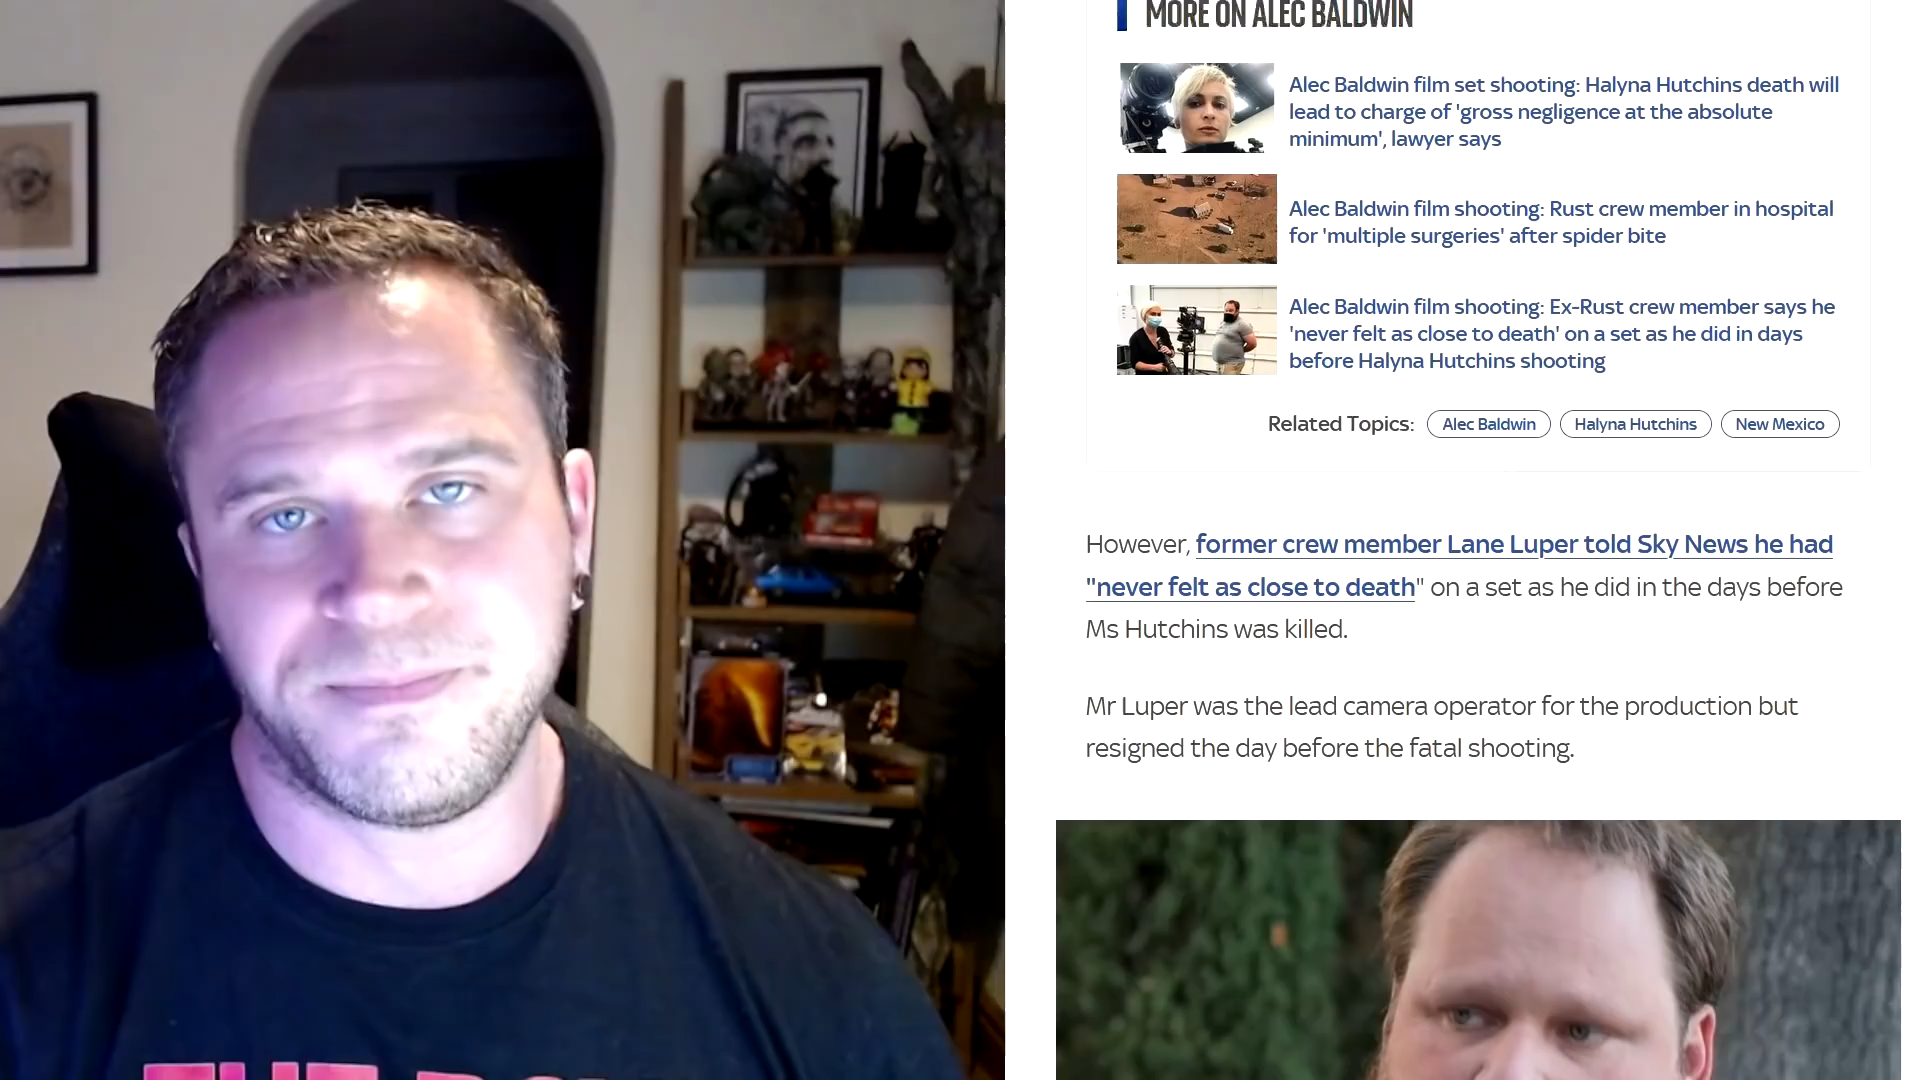 MORE ON ALEC BALDWIN
Alec Baldwin film set shooting: Halyna Hutchins death will
lead to charge of 'gross negligence at the absolute
minimum', lawyer says
Alec Baldwin film shooting: Rust crew member in hospital
for 'multiple surgeries' after spider bite
Alec Baldwin film shooting: Ex-Rust crew member says he
'never felt as close to death' on a set as he did in days
before Halyna Hutchins shooting
Related Topics: Alec Baldwin Halyna Hutchins New Mexico
However, former crew member Lane Luper told Sky News he had
"never felt as close to death" on a set as he did in the days before
Ms Hutchins was killed.
Mr Luper was the lead camera operator for the production but
resigned the day before the fatal shooting.